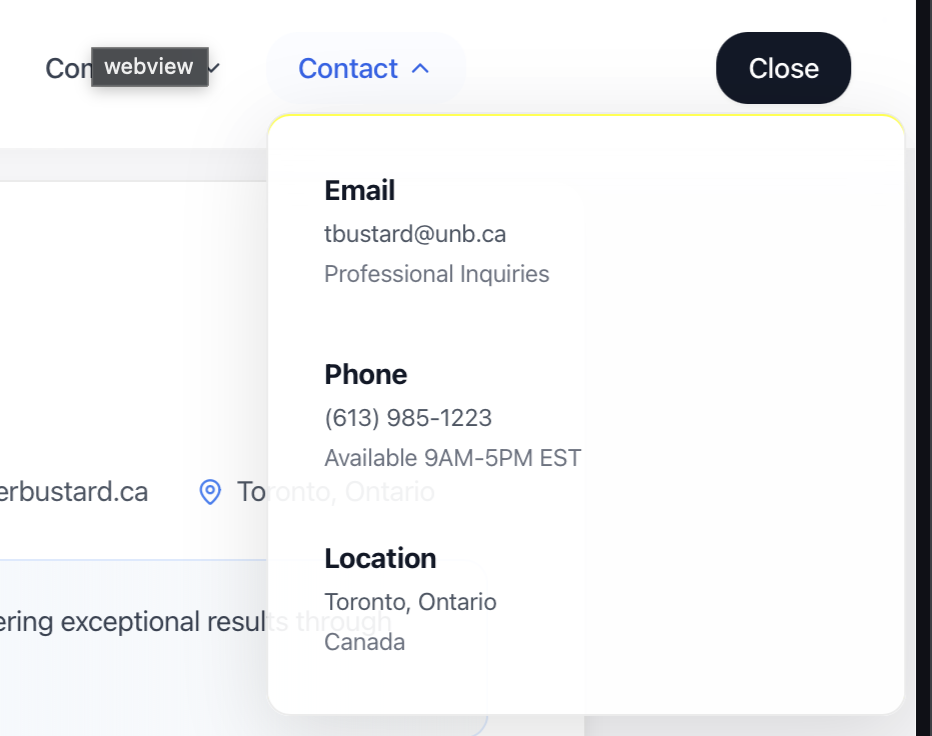 Con
webview
Contact
Close
Email
tbustard@unb.ca
Professional Inquiries
Phone
(613) 985-1223
Available 9AM-5PM EST
erbustard.ca
Toronto, Ontario
Location
Toronto, Ontario
ering exceptional results through
Canada